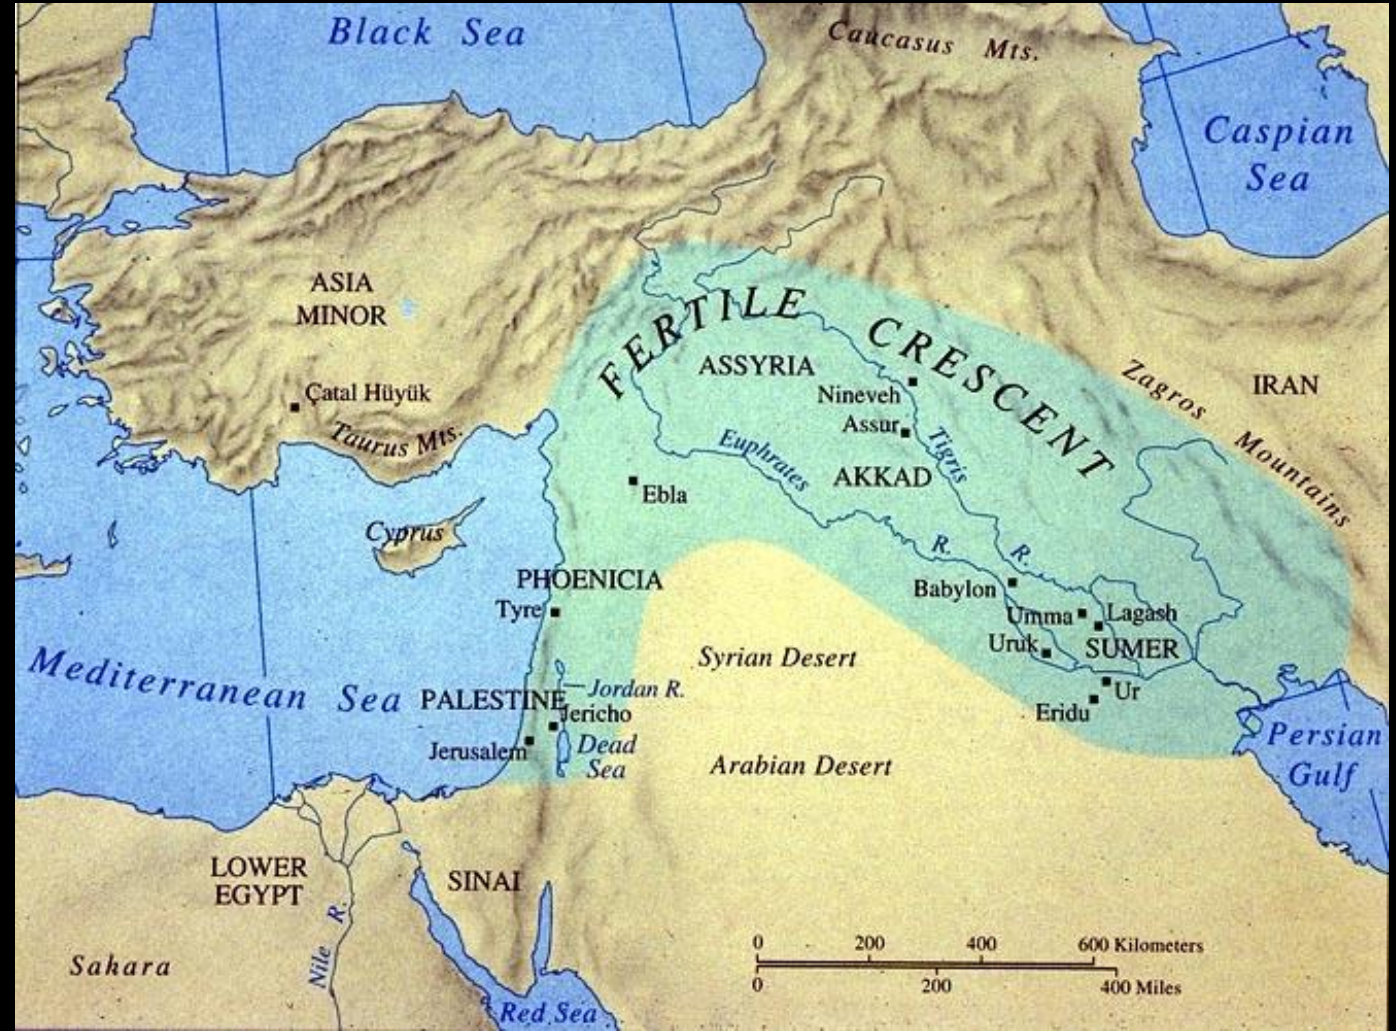 Black Sea
Caucasus Mts.
Caspian
Sea
ASIA
MINOR
FERTILE CRESCENT
ASSYRIA
Zagros Mountains
IRAN
Çatal Hüyük
Nineveh
Taurus Mts.
Assur
Euphrates R.
Tigris R.
AKKAD
Ebla
Cyprus
PHOENICIA
Babylon
Tyre
Umma
Lagash
Uruk
SUMER
Syrian Desert
Mediterranean Sea
PALESTINE
Jordan R.
Ur
Jericho
Eridu
Jerusalem
Dead
Sea
Persian
Gulf
Arabian Desert
LOWER
EGYPT
SINAI
Nile R.
Sahara
0 200 400 600 Kilometers
0 200 400 Miles
Red Sea